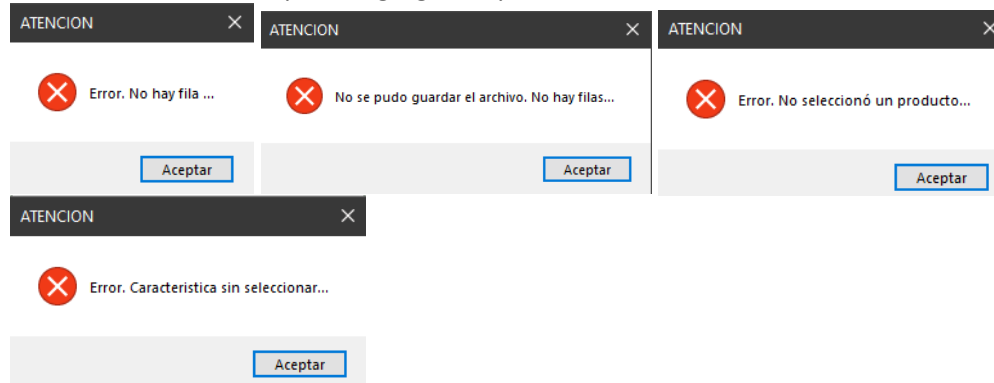 ATENCION
Error. No hay fila ...
Aceptar
ATENCION
No se pudo guardar el archivo. No hay filas...
Aceptar
ATENCION
Error. No seleccionó un producto...
Aceptar
ATENCION
Error. Caracteristica sin seleccionar...
Aceptar